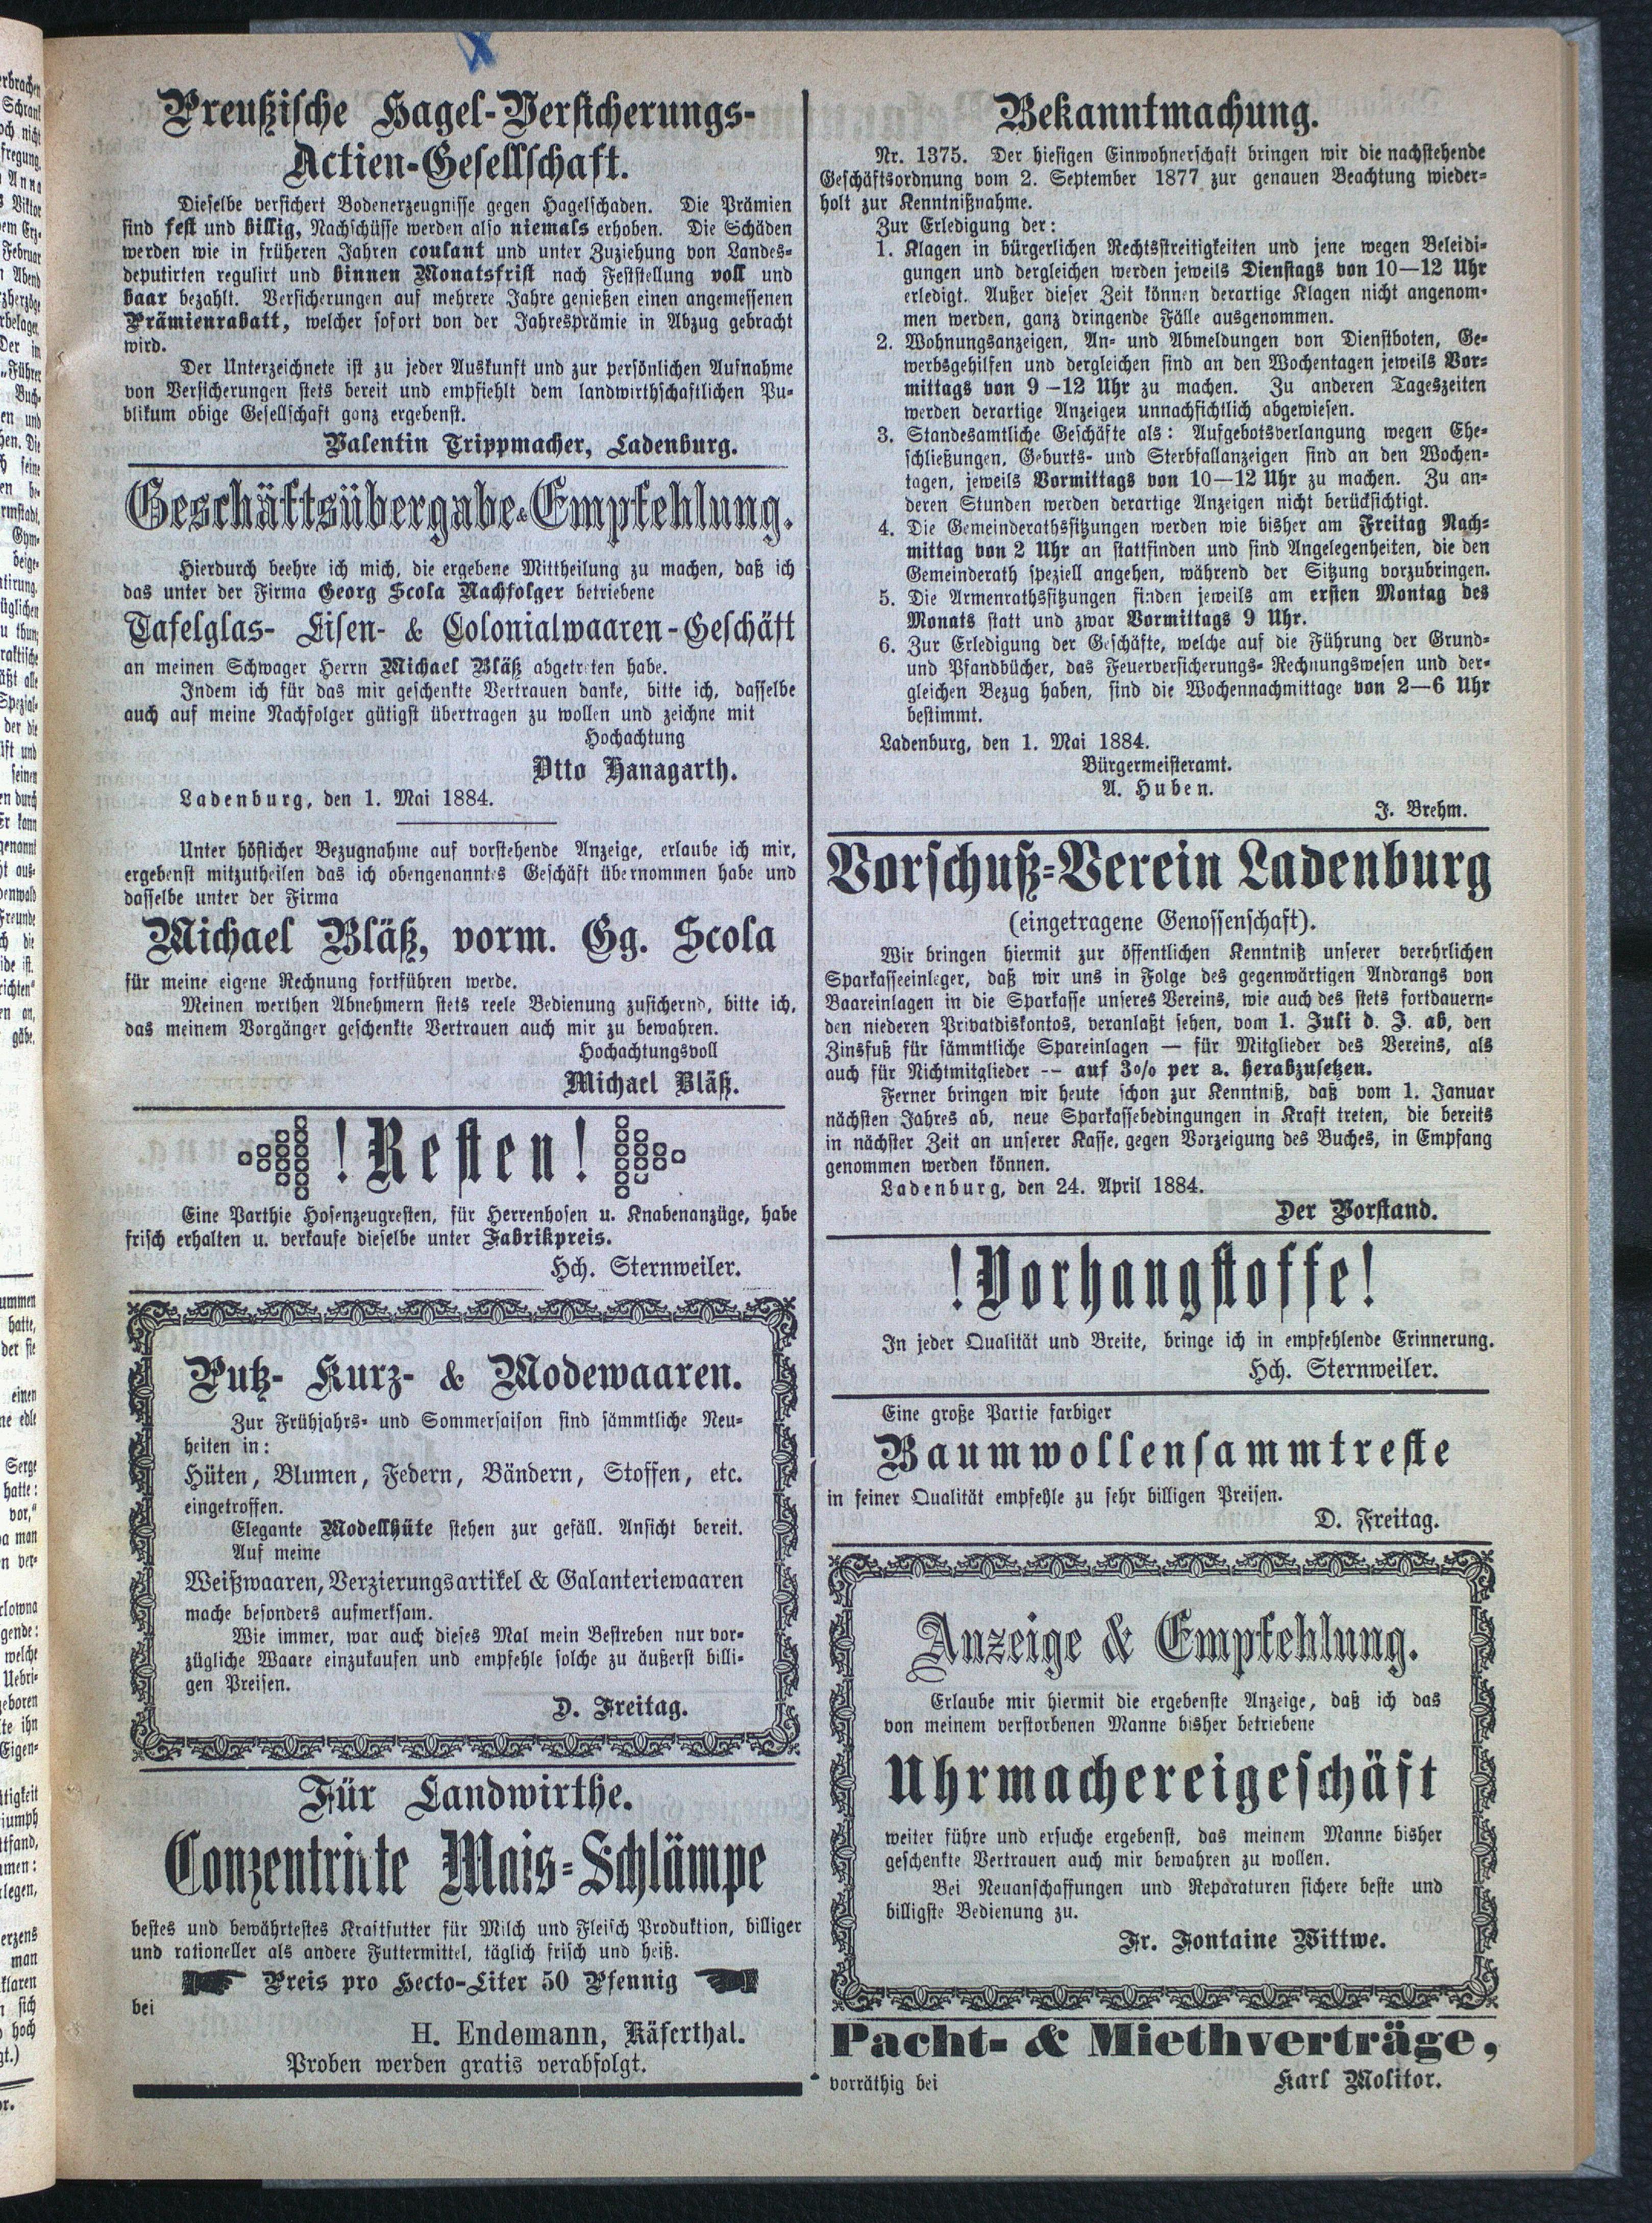 Preußische Hagel-Versicherungs-
Actien-Gesellschaft.
Dieselbe versichert Bodenerzeugnisse gegen Hagelschaden. Die Prämien
sind fest und billig, Nachschüsse werden also niemals erhoben. Die Schäden
werden wie in früheren Jahren coulant und unter Zuziehung von Landes-
deputirten regulirt und binnen Monatsfrist nach Feststellung voll und
baar bezahlt. Versicherungen auf mehrere Jahre genießen einen angemessenen
Prämienrabatt, welcher sofort von der Jahresprämie in Abzug gebracht
wird.
Der Unterzeichnete ist zu jeder Auskunft und zur persönlichen Aufnahme
von Versicherungen stets bereit und empfiehlt dem landwirthschaftlichen Pu-
blikum obige Gesellschaft ganz ergebenst.
Valentin Trippmacher, Ladenburg.
Geschäftsübergabe & Empfehlung.
Hierdurch beehre ich mich, die ergebene Mittheilung zu machen, daß ich
das unter der Firma Georg Scola Nachfolger betriebene
Tafelglas- Eisen- & Colonialwaaren-Geschäft
an meinen Schwager Herrn Michael Bläß abgetreten habe.
Indem ich für das mir geschenkte Vertrauen danke, bitte ich, dasselbe
auch auf meine Nachfolger gütigst übertragen zu wollen und zeichne mit
Hochachtung
Otto Hanagarth.
Ladenburg, den 1. Mai 1884.
Unter höflicher Bezugnahme auf vorstehende Anzeige, erlaube ich mir,
ergebenst mitzutheilen das ich obengenanntes Geschäft übernommen habe und
dasselbe unter der Firma
Michael Bläß, vorm. Gg. Scola
für meine eigene Rechnung fortführen werde.
Meinen werthen Abnehmern stets reele Bedienung zusichernd, bitte ich,
das meinem Vorgänger geschenkte Vertrauen auch mir zu bewahren.
Hochachtungsvoll
Michael Bläß.
! Resten !
Eine Parthie Hosenzeugresten, für Herrenhosen u. Knabenanzüge, habe
frisch erhalten u. verkaufe dieselbe unter Fabrikpreis.
Hch. Sternweiler.
Putz- Kurz- & Modewaaren.
Zur Frühjahrs- und Sommersaison sind sämmtliche Neu-
heiten in:
Hüten, Blumen, Federn, Bändern, Stoffen, etc.
eingetroffen.
Elegante Modellhüte stehen zur gefäll. Ansicht bereit.
Auf meine
Weißwaaren, Verzierungsartikel & Galanteriewaaren
mache besonders aufmerksam.
Wie immer, war auch dieses Mal mein Bestreben nur vor-
zügliche Waare einzukaufen und empfehle solche zu äußerst billi-
gen Preisen.
D. Freitag.
Für Landwirthe.
Conzentrirte Mais-Schlämpe
bestes und bewährtestes Kraftfutter für Milch und Fleisch Produktion, billiger
und rationeller als andere Futtermittel, täglich frisch und heiß.
Preis pro Hecto-Liter 50 Pfennig
bei
H. Endemann, Käferthal.
Proben werden gratis verabfolgt.
Bekanntmachung.
Nr. 1375. Der hiesigen Einwohnerschaft bringen wir die nachstehende
Geschäftsordnung vom 2. September 1877 zur genauen Beachtung wieder-
holt zur Kenntnißnahme.
Zur Erledigung der:
1. Klagen in bürgerlichen Rechtsstreitigkeiten und jene wegen Beleidi-
gungen und dergleichen werden jeweils Dienstags von 10—12 Uhr
erledigt. Außer dieser Zeit können derartige Klagen nicht angenom-
men werden, ganz dringende Fälle ausgenommen.
2. Wohnungsanzeigen, An- und Abmeldungen von Dienstboten, Ge-
werbsgehilfen und dergleichen sind an den Wochentagen jeweils Vor-
mittags von 9—12 Uhr zu machen. Zu anderen Tageszeiten
werden derartige Anzeigen unnachsichtlich abgewiesen.
3. Standesamtliche Geschäfte als: Aufgebotsverlangung wegen Ehe-
schließungen, Geburts- und Sterbfallanzeigen sind an den Wochen-
tagen, jeweils Vormittags von 10—12 Uhr zu machen. Zu an-
deren Stunden werden derartige Anzeigen nicht berücksichtigt.
4. Die Gemeinderathssitzungen werden wie bisher am Freitag Nach-
mittag von 2 Uhr an stattfinden und sind Angelegenheiten, die den
Gemeinderath speziell angehen, während der Sitzung vorzubringen.
5. Die Armenrathssitzungen finden jeweils am ersten Montag des
Monats statt und zwar Vormittags 9 Uhr.
6. Zur Erledigung der Geschäfte, welche auf die Führung der Grund-
und Pfandbücher, das Feuerversicherungs- Rechnungswesen und der-
gleichen Bezug haben, sind die Wochennachmittage von 2—6 Uhr
bestimmt.
Ladenburg, den 1. Mai 1884.
Bürgermeisteramt.
A. Huben.
J. Brehm.
Vorschuß-Verein Ladenburg
(eingetragene Genossenschaft).
Wir bringen hiermit zur öffentlichen Kenntniß unserer verehrlichen
Sparkasseeinleger, daß wir uns in Folge des gegenwärtigen Andrangs von
Baareinlagen in die Sparkasse unseres Vereins, wie auch des stets fortdauern-
den niederen Privatdiskontos, veranlaßt sehen, vom 1. Juli d. J. ab, den
Zinsfuß für sämmtliche Spareinlagen — für Mitglieder des Vereins, als
auch für Nichtmitglieder -- auf 3% per a. herabzusetzen.
Ferner bringen wir heute schon zur Kenntniß, daß vom 1. Januar
nächsten Jahres ab, neue Sparkassebedingungen in Kraft treten, die bereits
in nächster Zeit an unserer Kasse, gegen Vorzeigung des Buches, in Empfang
genommen werden können.
Ladenburg, den 24. April 1884.
Der Vorstand.
! Vorhangstoffe !
In jeder Qualität und Breite, bringe ich in empfehlende Erinnerung.
Hch. Sternweiler.
Eine große Partie farbiger
Baumwollensammtreste
in feiner Qualität empfehle zu sehr billigen Preisen.
D. Freitag.
Anzeige & Empfehlung.
Erlaube mir hiermit die ergebenste Anzeige, daß ich das
von meinem verstorbenen Manne bisher betriebene
Uhrmachereigeschäft
weiter führe und ersuche ergebenst, das meinem Manne bisher
geschenkte Vertrauen auch mir bewahren zu wollen.
Bei Neuanschaffungen und Reparaturen sichere beste und
billigste Bedienung zu.
Fr. Fontaine Wittwe.
Pacht- & Miethverträge,
vorräthig bei Karl Molitor.